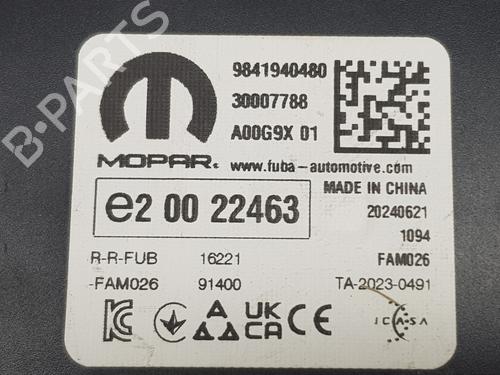 9841940480
30007788
A00G9X 01
MOPAR®
www.fuba-automotive.com
e2 00 22463
MADE IN CHINA
20240621
1094
R-R-FUB 16221 FAM026
-FAM026 91400 TA-2023-0491
UK CA CE
ICASA
B-PARTS